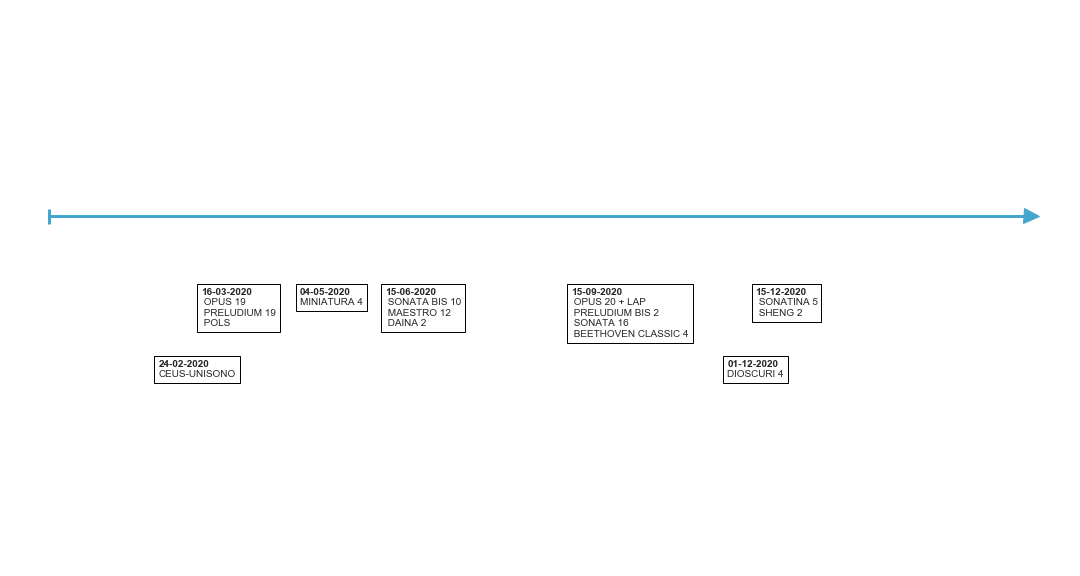 16-03-2020
OPUS 19
PRELUDIUM 19
POLS
04-05-2020
MINIATURA 4
15-06-2020
SONATA BIS 10
MAESTRO 12
DAINA 2
15-09-2020
OPUS 20 + LAP
PRELUDIUM BIS 2
SONATA 16
BEETHOVEN CLASSIC 4
15-12-2020
SONATINA 5
SHENG 2
24-02-2020
CEUS-UNISONO
01-12-2020
DIOSCURI 4